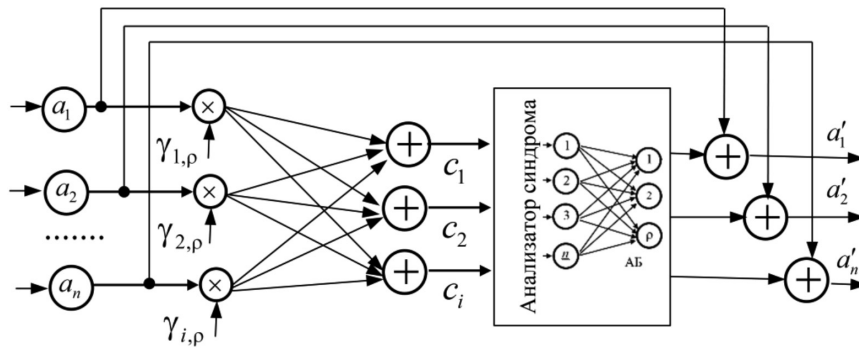 a₁
×
γ₁,ρ
+
c₁
a₂
×
γ₂,ρ
+
c₂
.......
aₙ
×
γᵢ,ρ
+
cᵢ
Анализатор синдрома
1
2
3
n
1
2
ρ
АБ
+
a′₁
+
a′₂
+
a′ₙ